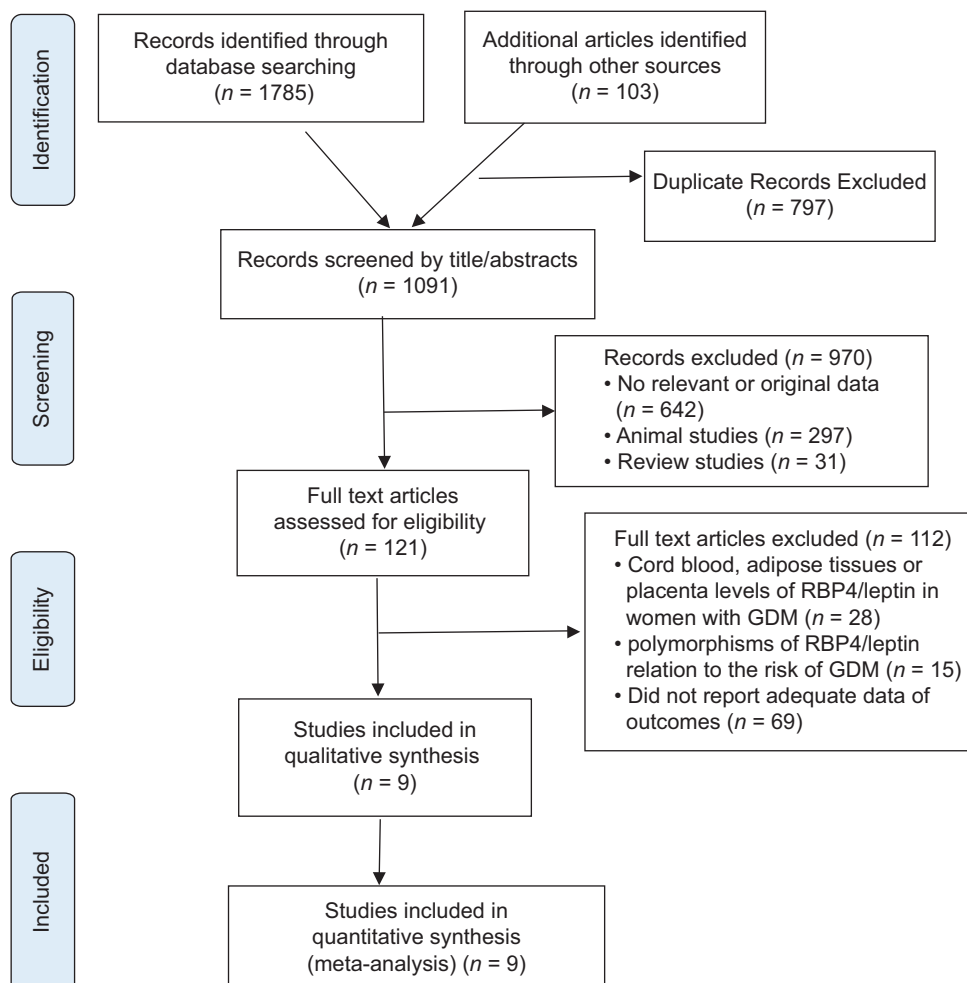 Identification
Records identified through
database searching
(n = 1785)
Additional articles identified
through other sources
(n = 103)
Duplicate Records Excluded
(n = 797)
Records screened by title/abstracts
(n = 1091)
Screening
Records excluded (n = 970)
• No relevant or original data
(n = 642)
• Animal studies (n = 297)
• Review studies (n = 31)
Full text articles
assessed for eligibility
(n = 121)
Eligibility
Full text articles excluded (n = 112)
• Cord blood, adipose tissues or
placenta levels of RBP4/leptin in
women with GDM (n = 28)
• polymorphisms of RBP4/leptin
relation to the risk of GDM (n = 15)
• Did not report adequate data of
outcomes (n = 69)
Studies included in
qualitative synthesis
(n = 9)
Included
Studies included in
quantitative synthesis
(meta-analysis) (n = 9)